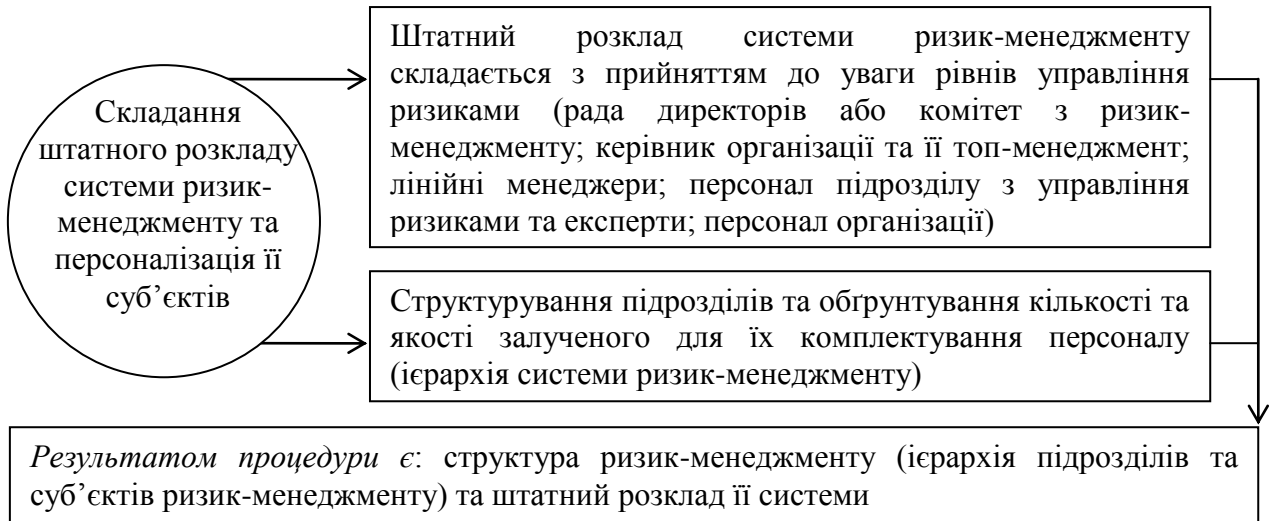 Складання
штатного розкладу
системи ризик-
менеджменту та
персоналізація її
суб’єктів
Штатний розклад системи ризик-менеджменту
складається з прийняттям до уваги рівнів управління
ризиками (рада директорів або комітет з ризик-
менеджменту; керівник організації та її топ-менеджмент;
лінійні менеджери; персонал підрозділу з управління
ризиками та експерти; персонал організації)
Структурування підрозділів та обґрунтування кількості та
якості залученого для їх комплектування персоналу
(ієрархія системи ризик-менеджменту)
Результатом процедури є: структура ризик-менеджменту (ієрархія підрозділів та
суб’єктів ризик-менеджменту) та штатний розклад її системи